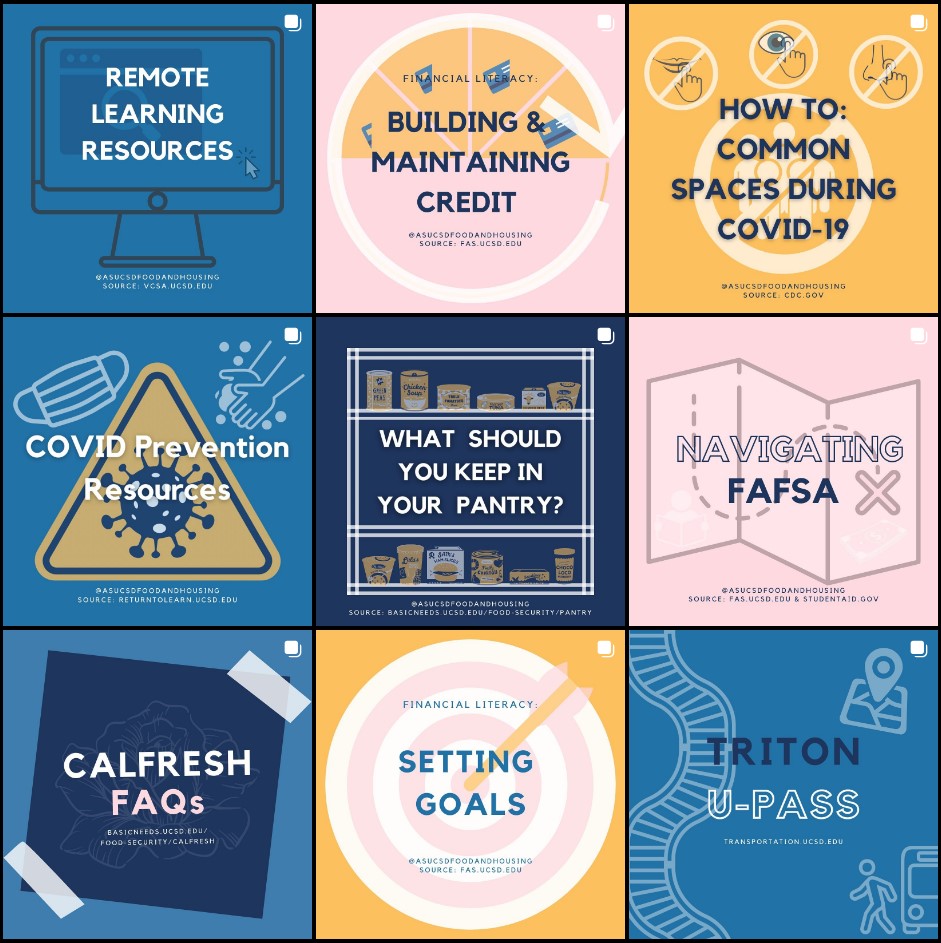 REMOTE
LEARNING
RESOURCES
@ASUCSDFOODANDHOUSING
SOURCE: VCSA.UCSD.EDU
FINANCIAL LITERACY:
BUILDING &
MAINTAINING
CREDIT
@ASUCSDFOODANDHOUSING
SOURCE: FAS.UCSD.EDU
HOW TO:
COMMON
SPACES DURING
COVID-19
@ASUCSDFOODANDHOUSING
SOURCE: CDC.GOV
COVID Prevention
Resources
@ASUCSDFOODANDHOUSING
SOURCE: RETURNTOLEARN.UCSD.EDU
GREEN
PEAS
Chicken
Soup
WHAT SHOULD
YOU KEEP IN
YOUR PANTRY?
@ASUCSDFOODANDHOUSING
SOURCE: BASICNEEDS.UCSD.EDU/FOOD-SECURITY/PANTRY
NAVIGATING
FAFSA
@ASUCSDFOODANDHOUSING
SOURCE: FAS.UCSD.EDU & STUDENTAID.GOV
CALFRESH
FAQs
BASICNEEDS.UCSD.EDU/
FOOD-SECURITY/CALFRESH
FINANCIAL LITERACY:
SETTING
GOALS
@ASUCSDFOODANDHOUSING
SOURCE: FAS.UCSD.EDU
TRITON
U-PASS
TRANSPORTATION.UCSD.EDU